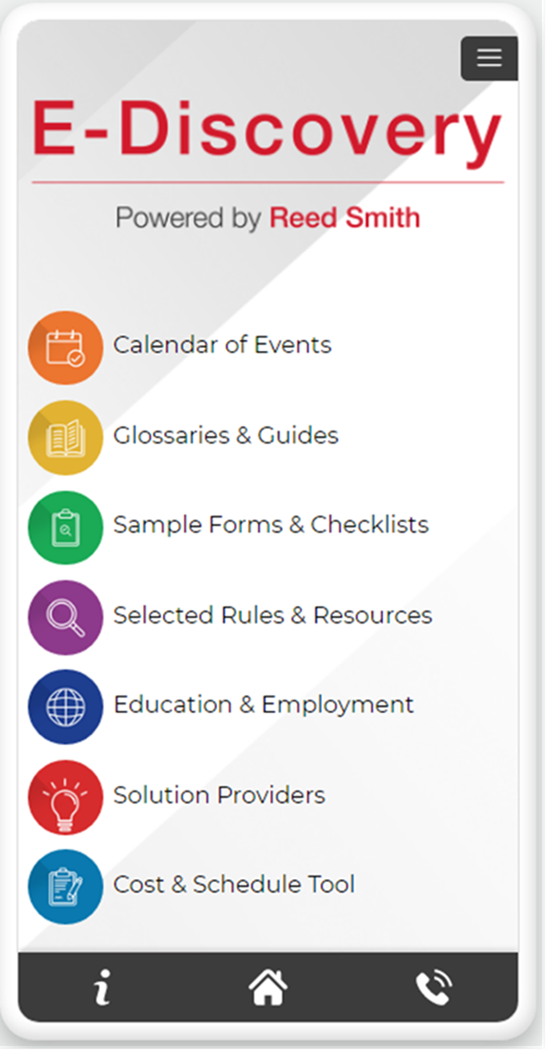 E-Discovery
Powered by Reed Smith
Calendar of Events
Glossaries & Guides
Sample Forms & Checklists
Selected Rules & Resources
Education & Employment
Solution Providers
Cost & Schedule Tool